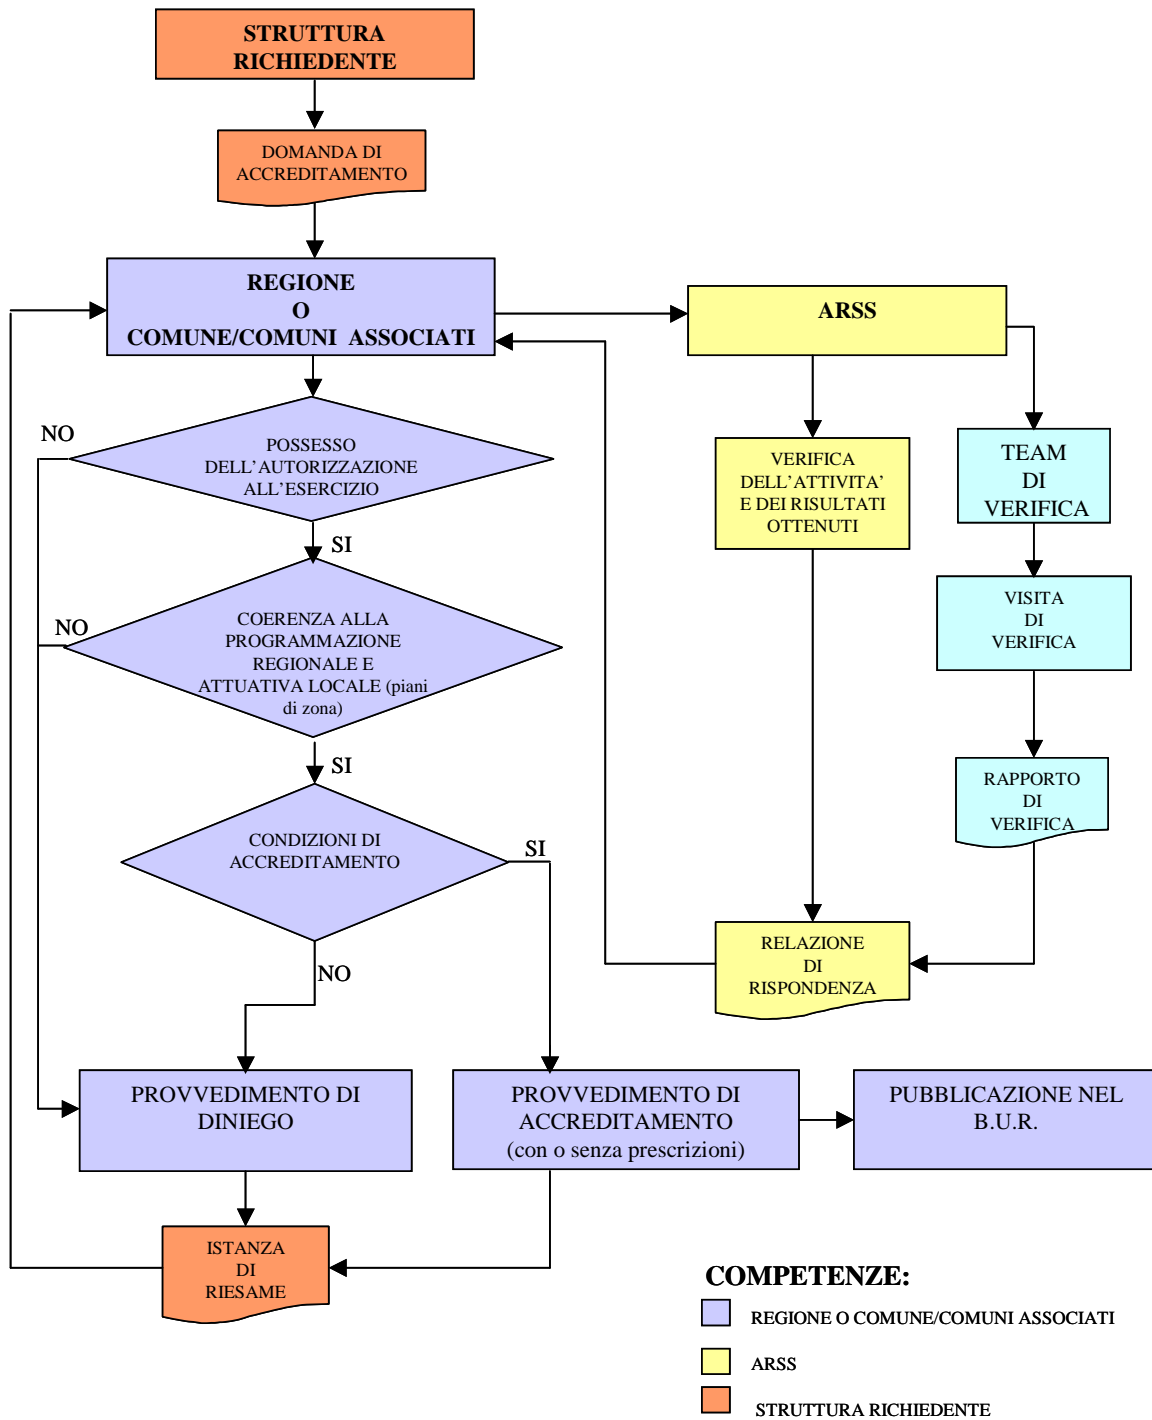 STRUTTURA
RICHIEDENTE
DOMANDA DI
ACCREDITAMENTO
REGIONE
O
COMUNE/COMUNI ASSOCIATI
ARSS
NO
POSSESSO
DELL'AUTORIZZAZIONE
ALL'ESERCIZIO
VERIFICA
DELL'ATTIVITA'
E DEI RISULTATI
OTTENUTI
TEAM
DI
VERIFICA
SI
NO
COERENZA ALLA
PROGRAMMAZIONE
REGIONALE E
ATTUATIVA LOCALE (piani
di zona)
VISITA
DI
VERIFICA
SI
RAPPORTO
DI
VERIFICA
CONDIZIONI DI
ACCREDITAMENTO
SI
NO
RELAZIONE
DI
RISPONDENZA
PROVVEDIMENTO DI
DINIEGO
PROVVEDIMENTO DI
ACCREDITAMENTO
(con o senza prescrizioni)
PUBBLICAZIONE NEL
B.U.R.
ISTANZA
DI
RIESAME
COMPETENZE:
REGIONE O COMUNE/COMUNI ASSOCIATI
ARSS
STRUTTURA RICHIEDENTE